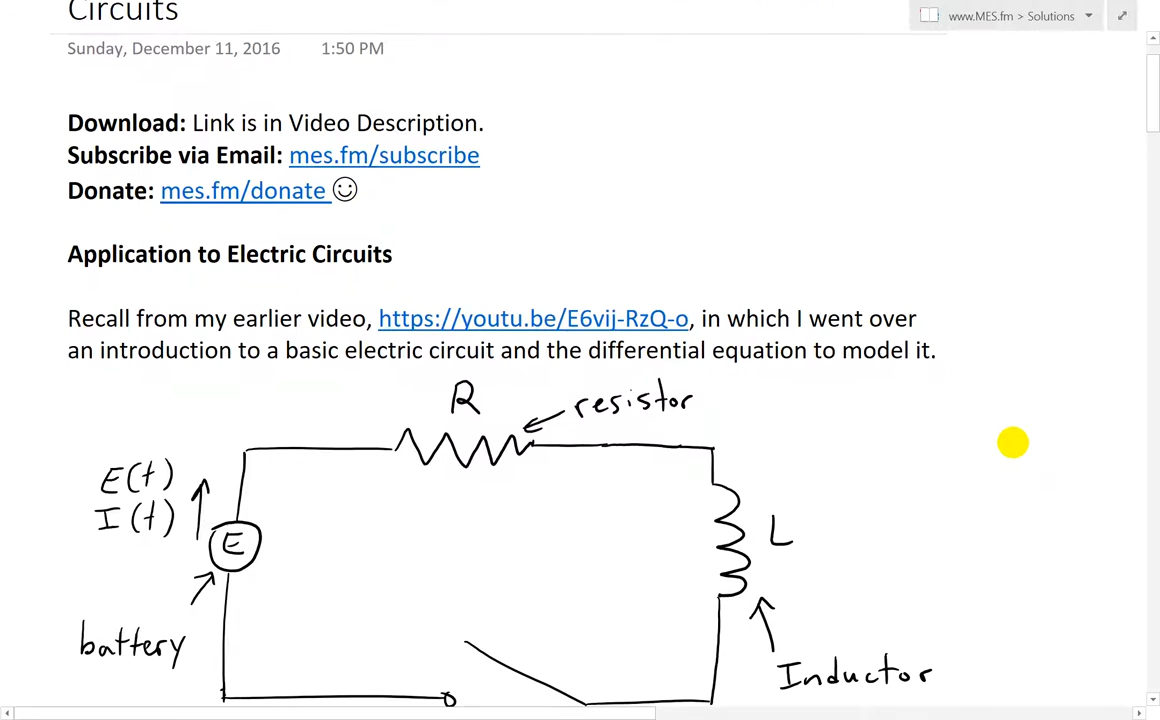 Circuits
www.MES.fm > Solutions
Sunday, December 11, 2016 1:50 PM
Download: Link is in Video Description.
Subscribe via Email: mes.fm/subscribe
Donate: mes.fm/donate
Application to Electric Circuits
Recall from my earlier video, https://youtu.be/E6vij-RzQ-o, in which I went over
an introduction to a basic electric circuit and the differential equation to model it.
R
resistor
E(t)
I(t)
E
L
battery
Inductor